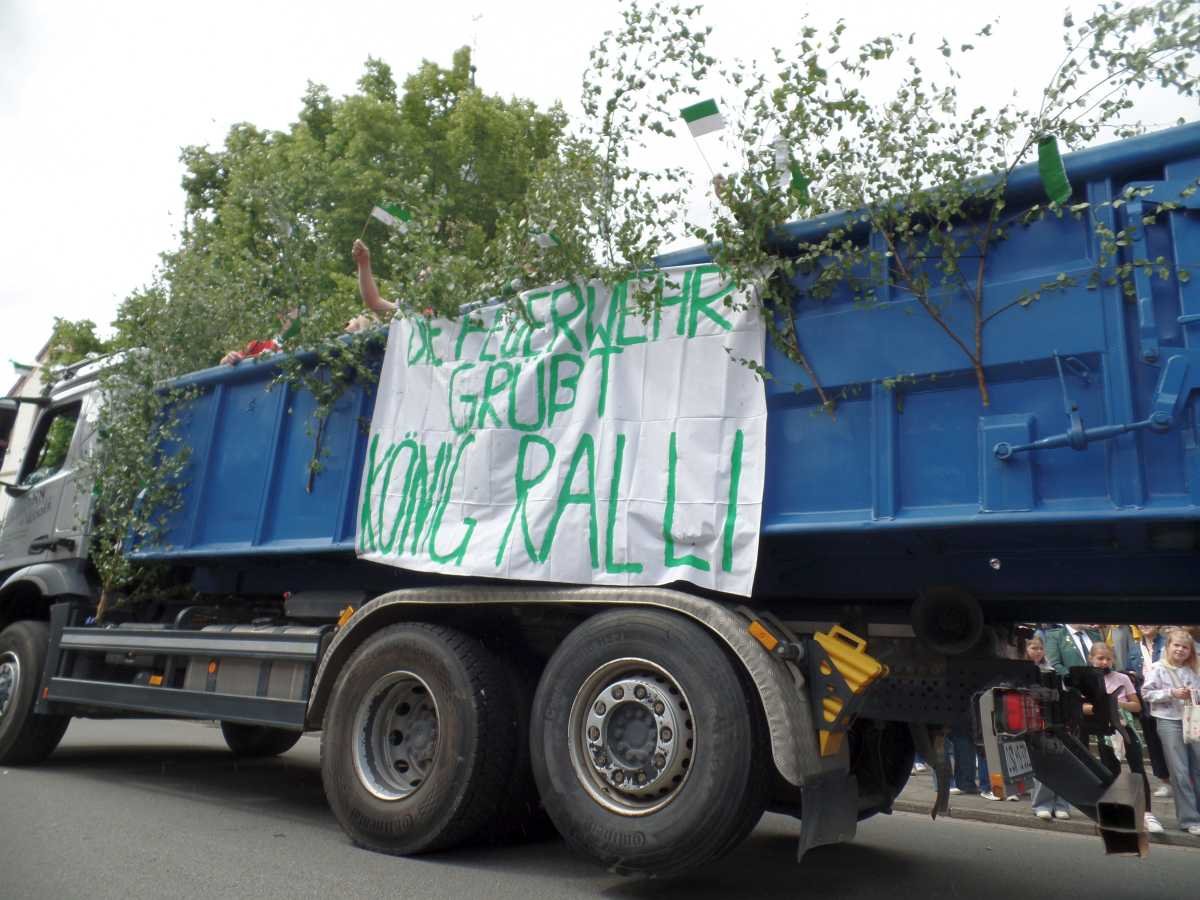 DIE FEUERWEHR
GRÜßT
KÖNIG RALLI